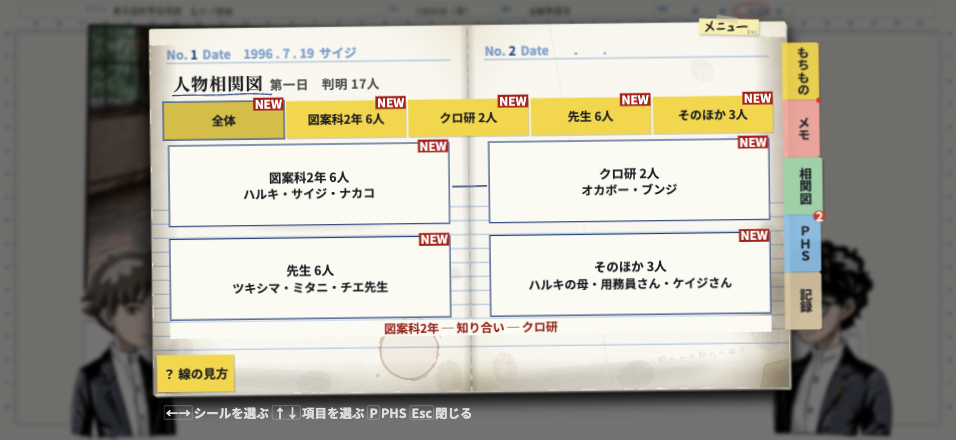 メニュー Esc
No. 1 Date 1996.7.19 サイジ
No. 2 Date . .
人物相関図 第一日 判明 17人
NEW NEW NEW NEW NEW
全体 図案科2年 6人 クロ研 2人 先生 6人 そのほか 3人
NEW
図案科2年 6人
ハルキ・サイジ・ナカコ
NEW
クロ研 2人
オカボー・ブンジ
NEW
先生 6人
ツキシマ・ミタニ・チエ先生
NEW
そのほか 3人
ハルキの母・用務員さん・ケイジさん
図案科2年 ― 知り合い ― クロ研
? 線の見方
もちもの
メモ
相関図
2
PHS
記録
←→ シールを選ぶ ↑↓ 項目を選ぶ P PHS Esc 閉じる